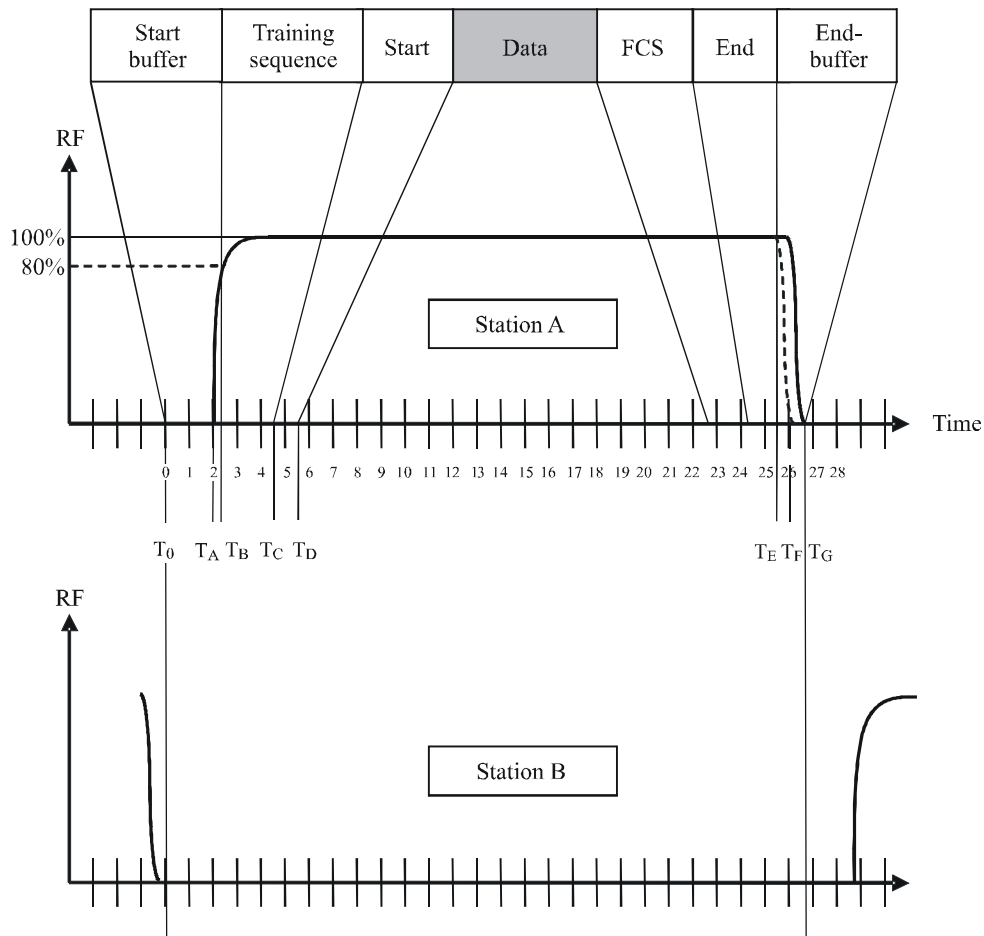 Start buffer Training sequence Start Data FCS End End-buffer
RF
100%
80%
Station A
Time
0 1 2 3 4 5 6 7 8 9 10 11 12 13 14 15 16 17 18 19 20 21 22 23 24 25 26 27 28
T0 TA TB TC TD TE TF TG
RF
Station B